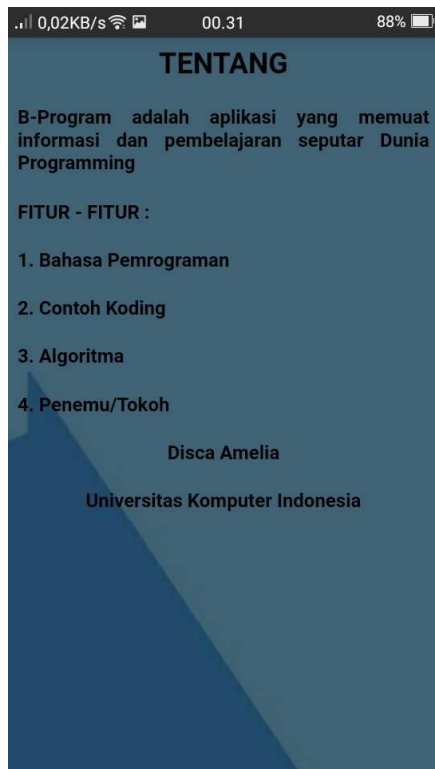 0,02KB/s 00.31 88%
TENTANG
B-Program adalah aplikasi yang memuat
informasi dan pembelajaran seputar Dunia
Programming
FITUR - FITUR :
1. Bahasa Pemrograman
2. Contoh Koding
3. Algoritma
4. Penemu/Tokoh
Disca Amelia
Universitas Komputer Indonesia